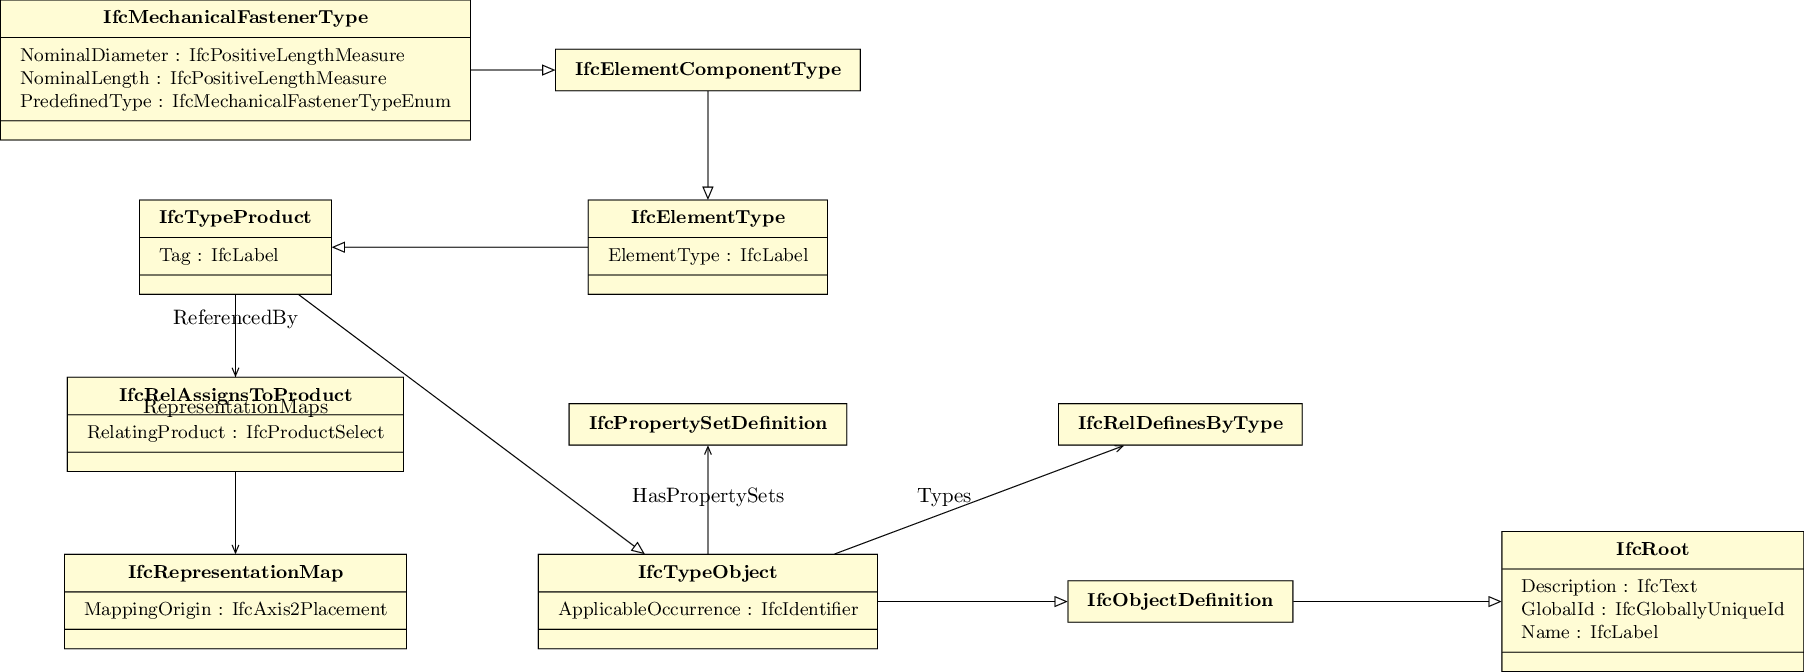 IfcMechanicalFastenerType
NominalDiameter : IfcPositiveLengthMeasure
NominalLength : IfcPositiveLengthMeasure
PredefinedType : IfcMechanicalFastenerTypeEnum
IfcElementComponentType
IfcTypeProduct
Tag : IfcLabel
IfcElementType
ElementType : IfcLabel
ReferencedBy
IfcRelAssignsToProduct
RepresentationMaps
RelatingProduct : IfcProductSelect
IfcPropertySetDefinition
IfcRelDefinesByType
HasPropertySets
Types
IfcRepresentationMap
MappingOrigin : IfcAxis2Placement
IfcTypeObject
ApplicableOccurrence : IfcIdentifier
IfcObjectDefinition
IfcRoot
Description : IfcText
GlobalId : IfcGloballyUniqueId
Name : IfcLabel